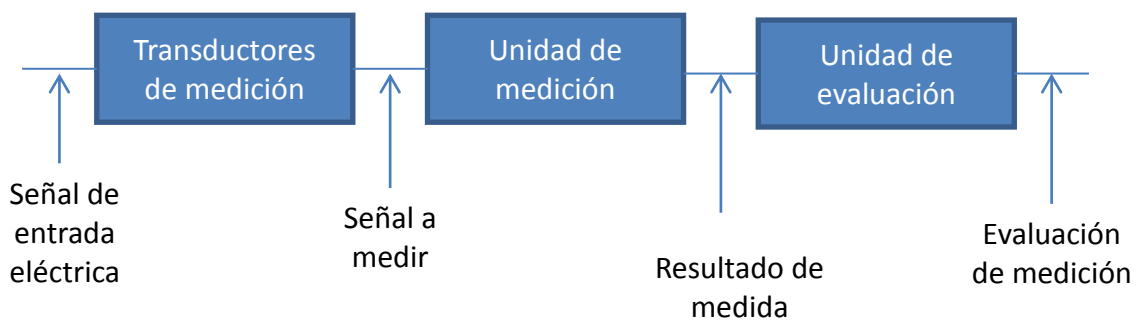 Transductores
de medición
Unidad de
medición
Unidad de
evaluación
Señal de
entrada
eléctrica
Señal a
medir
Resultado de
medida
Evaluación
de medición